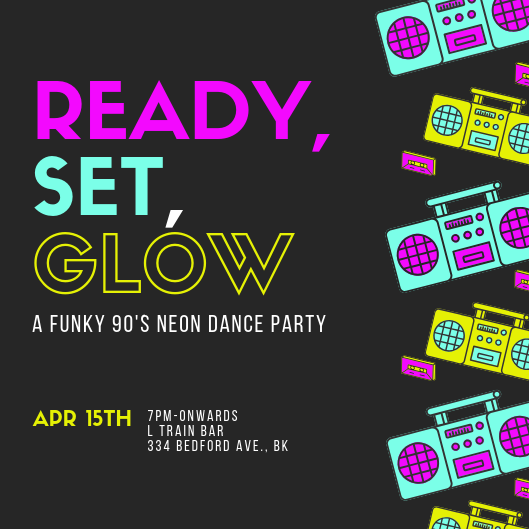 READY,
SET,
GLOW
A FUNKY 90'S NEON DANCE PARTY
APR 15TH
7PM-ONWARDS
L TRAIN BAR
334 BEDFORD AVE., BK